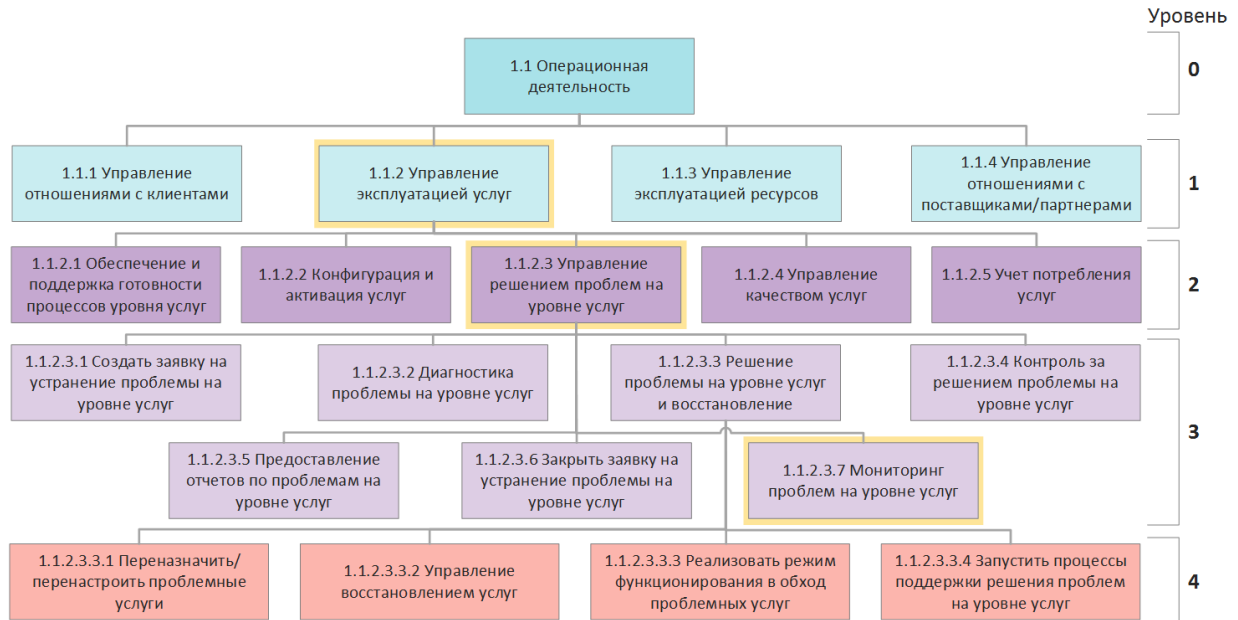 Уровень
1.1 Операционная
деятельность
0
1.1.1 Управление
отношениями с клиентами
1.1.2 Управление
эксплуатацией услуг
1.1.3 Управление
эксплуатацией ресурсов
1.1.4 Управление
отношениями с
поставщиками/партнерами
1
1.1.2.1 Обеспечение и
поддержка готовности
процессов уровня услуг
1.1.2.2 Конфигурация и
активация услуг
1.1.2.3 Управление
решением проблем на
уровне услуг
1.1.2.4 Управление
качеством услуг
1.1.2.5 Учет потребления
услуг
2
1.1.2.3.1 Создать заявку на
устранение проблемы на
уровне услуг
1.1.2.3.2 Диагностика
проблемы на уровне услуг
1.1.2.3.3 Решение
проблемы на уровне услуг
и восстановление
1.1.2.3.4 Контроль за
решением проблемы на
уровне услуг
3
1.1.2.3.5 Предоставление
отчетов по проблемам на
уровне услуг
1.1.2.3.6 Закрыть заявку на
устранение проблемы на
уровне услуг
1.1.2.3.7 Мониторинг
проблем на уровне услуг
1.1.2.3.3.1 Переназначить/
перенастроить проблемные
услуги
1.1.2.3.3.2 Управление
восстановлением услуг
1.1.2.3.3.3 Реализовать режим
функционирования в обход
проблемных услуг
1.1.2.3.3.4 Запустить процессы
поддержки решения проблем
на уровне услуг
4